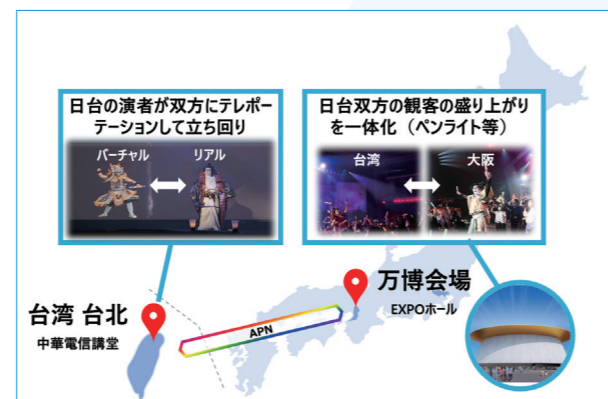 日台の演者が双方にテレポー
テーションして立ち回り
バーチャル
リアル
日台双方の観客の盛り上がり
を一体化（ペンライト等）
台湾
大阪
万博会場
EXPOホール
台湾 台北
中華電信講堂
APN